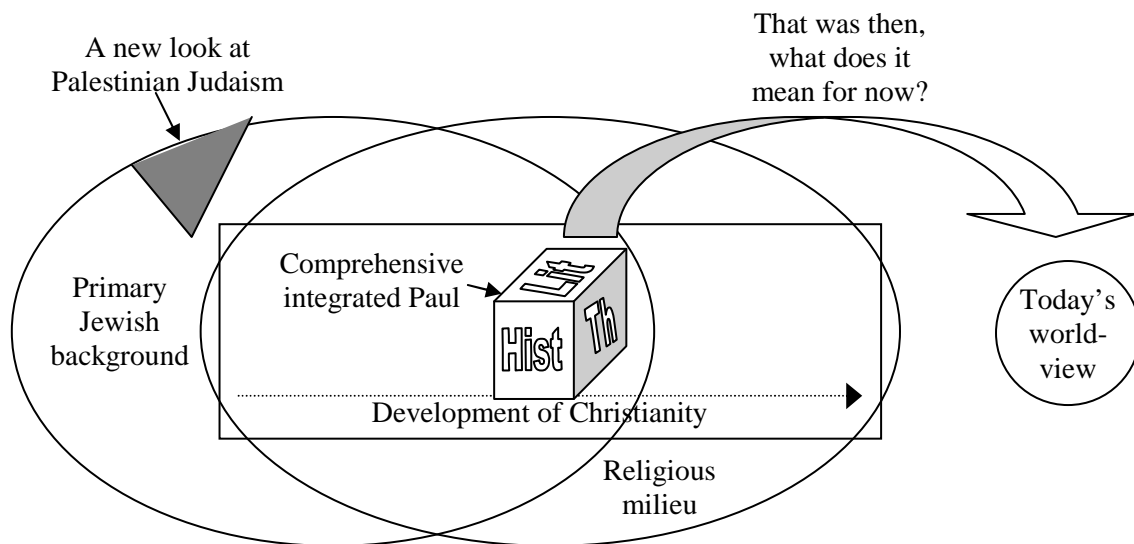 A new look at
Palestinian Judaism
That was then,
what does it
mean for now?
Comprehensive
integrated Paul
Lit
Hist
Th
Primary
Jewish
background
Today’s
world-
view
Development of Christianity
Religious
milieu